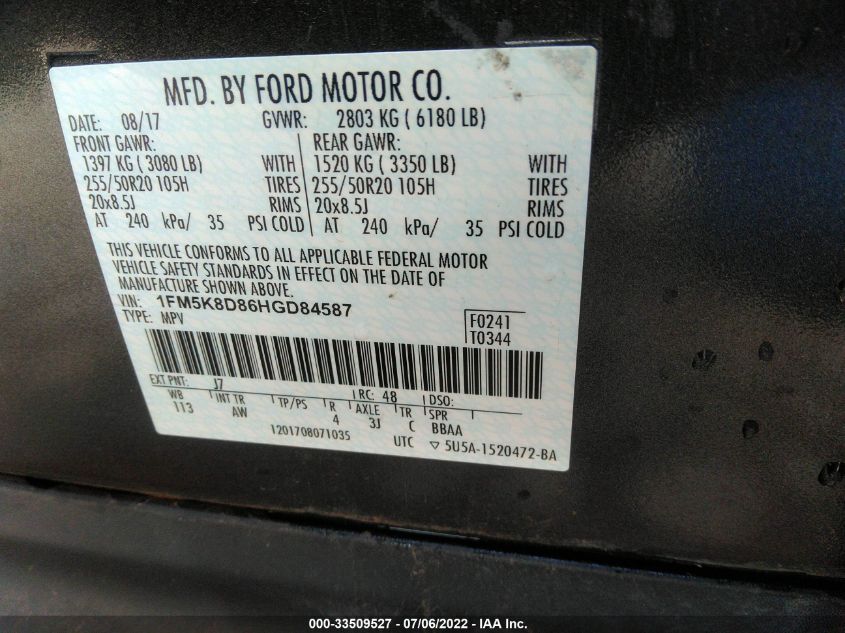 MFD. BY FORD MOTOR CO.
DATE: 08/17 GVWR: 2803 KG ( 6180 LB)
FRONT GAWR: REAR GAWR:
1397 KG ( 3080 LB) WITH 1520 KG ( 3350 LB) WITH
255/50R20 105H TIRES 255/50R20 105H TIRES
20x8.5J RIMS 20x8.5J RIMS
AT 240 kPa/ 35 PSI COLD AT 240 kPa/ 35 PSI COLD
THIS VEHICLE CONFORMS TO ALL APPLICABLE FEDERAL MOTOR
VEHICLE SAFETY STANDARDS IN EFFECT ON THE DATE OF
MANUFACTURE SHOWN ABOVE.
VIN: 1FM5K8D86HGD84587
TYPE: MPV
F0241
T0344
EXT PNT: J7 RC: 48 DSO:
WB INT TR TP/PS R AXLE TR SPR
113 AW 4 3J C BBAA
1201708071035 UTC ▽ 5U5A-1520472-BA
000-33509527 - 07/06/2022 - IAA Inc.